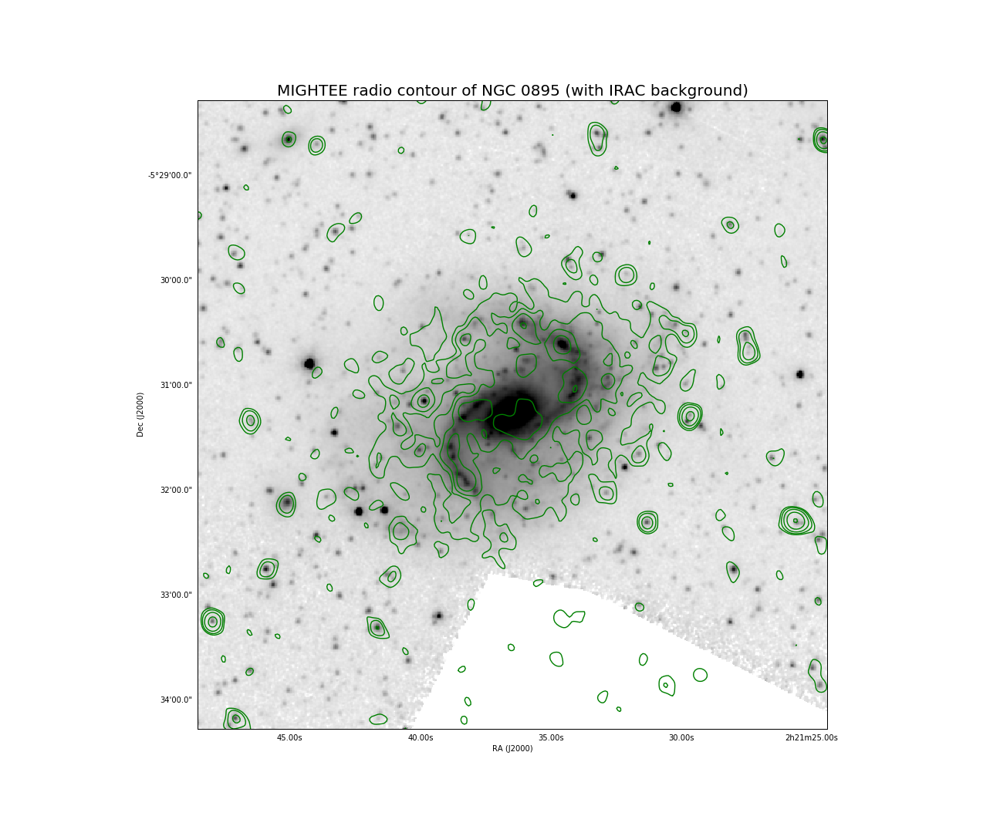 MIGHTEE radio contour of NGC 0895 (with IRAC background)
-5°29'00.0"
30'00.0"
31'00.0"
Dec (J2000)
32'00.0"
33'00.0"
34'00.0"
45.00s 40.00s 35.00s 30.00s 2h21m25.00s
RA (J2000)